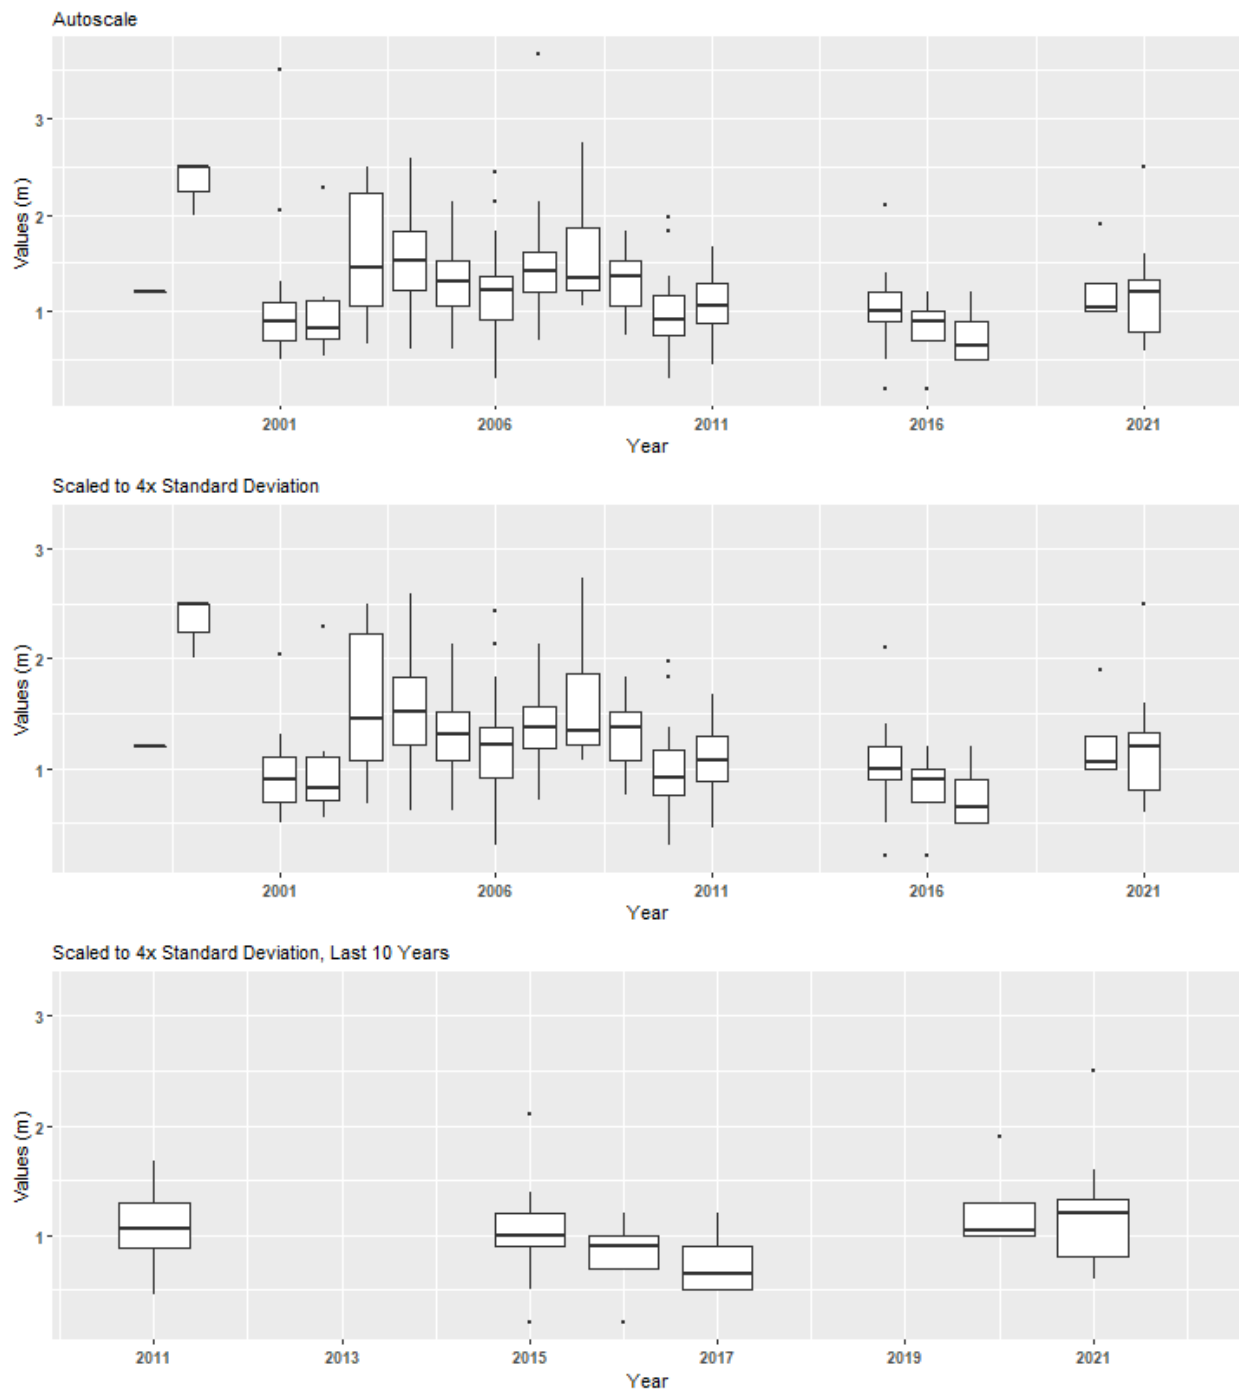 Autoscale
Values (m)
3
2
1
2001 2006 2011 2016 2021
Year
Scaled to 4x Standard Deviation
Values (m)
3
2
1
2001 2006 2011 2016 2021
Year
Scaled to 4x Standard Deviation, Last 10 Years
Values (m)
3
2
1
2011 2013 2015 2017 2019 2021
Year